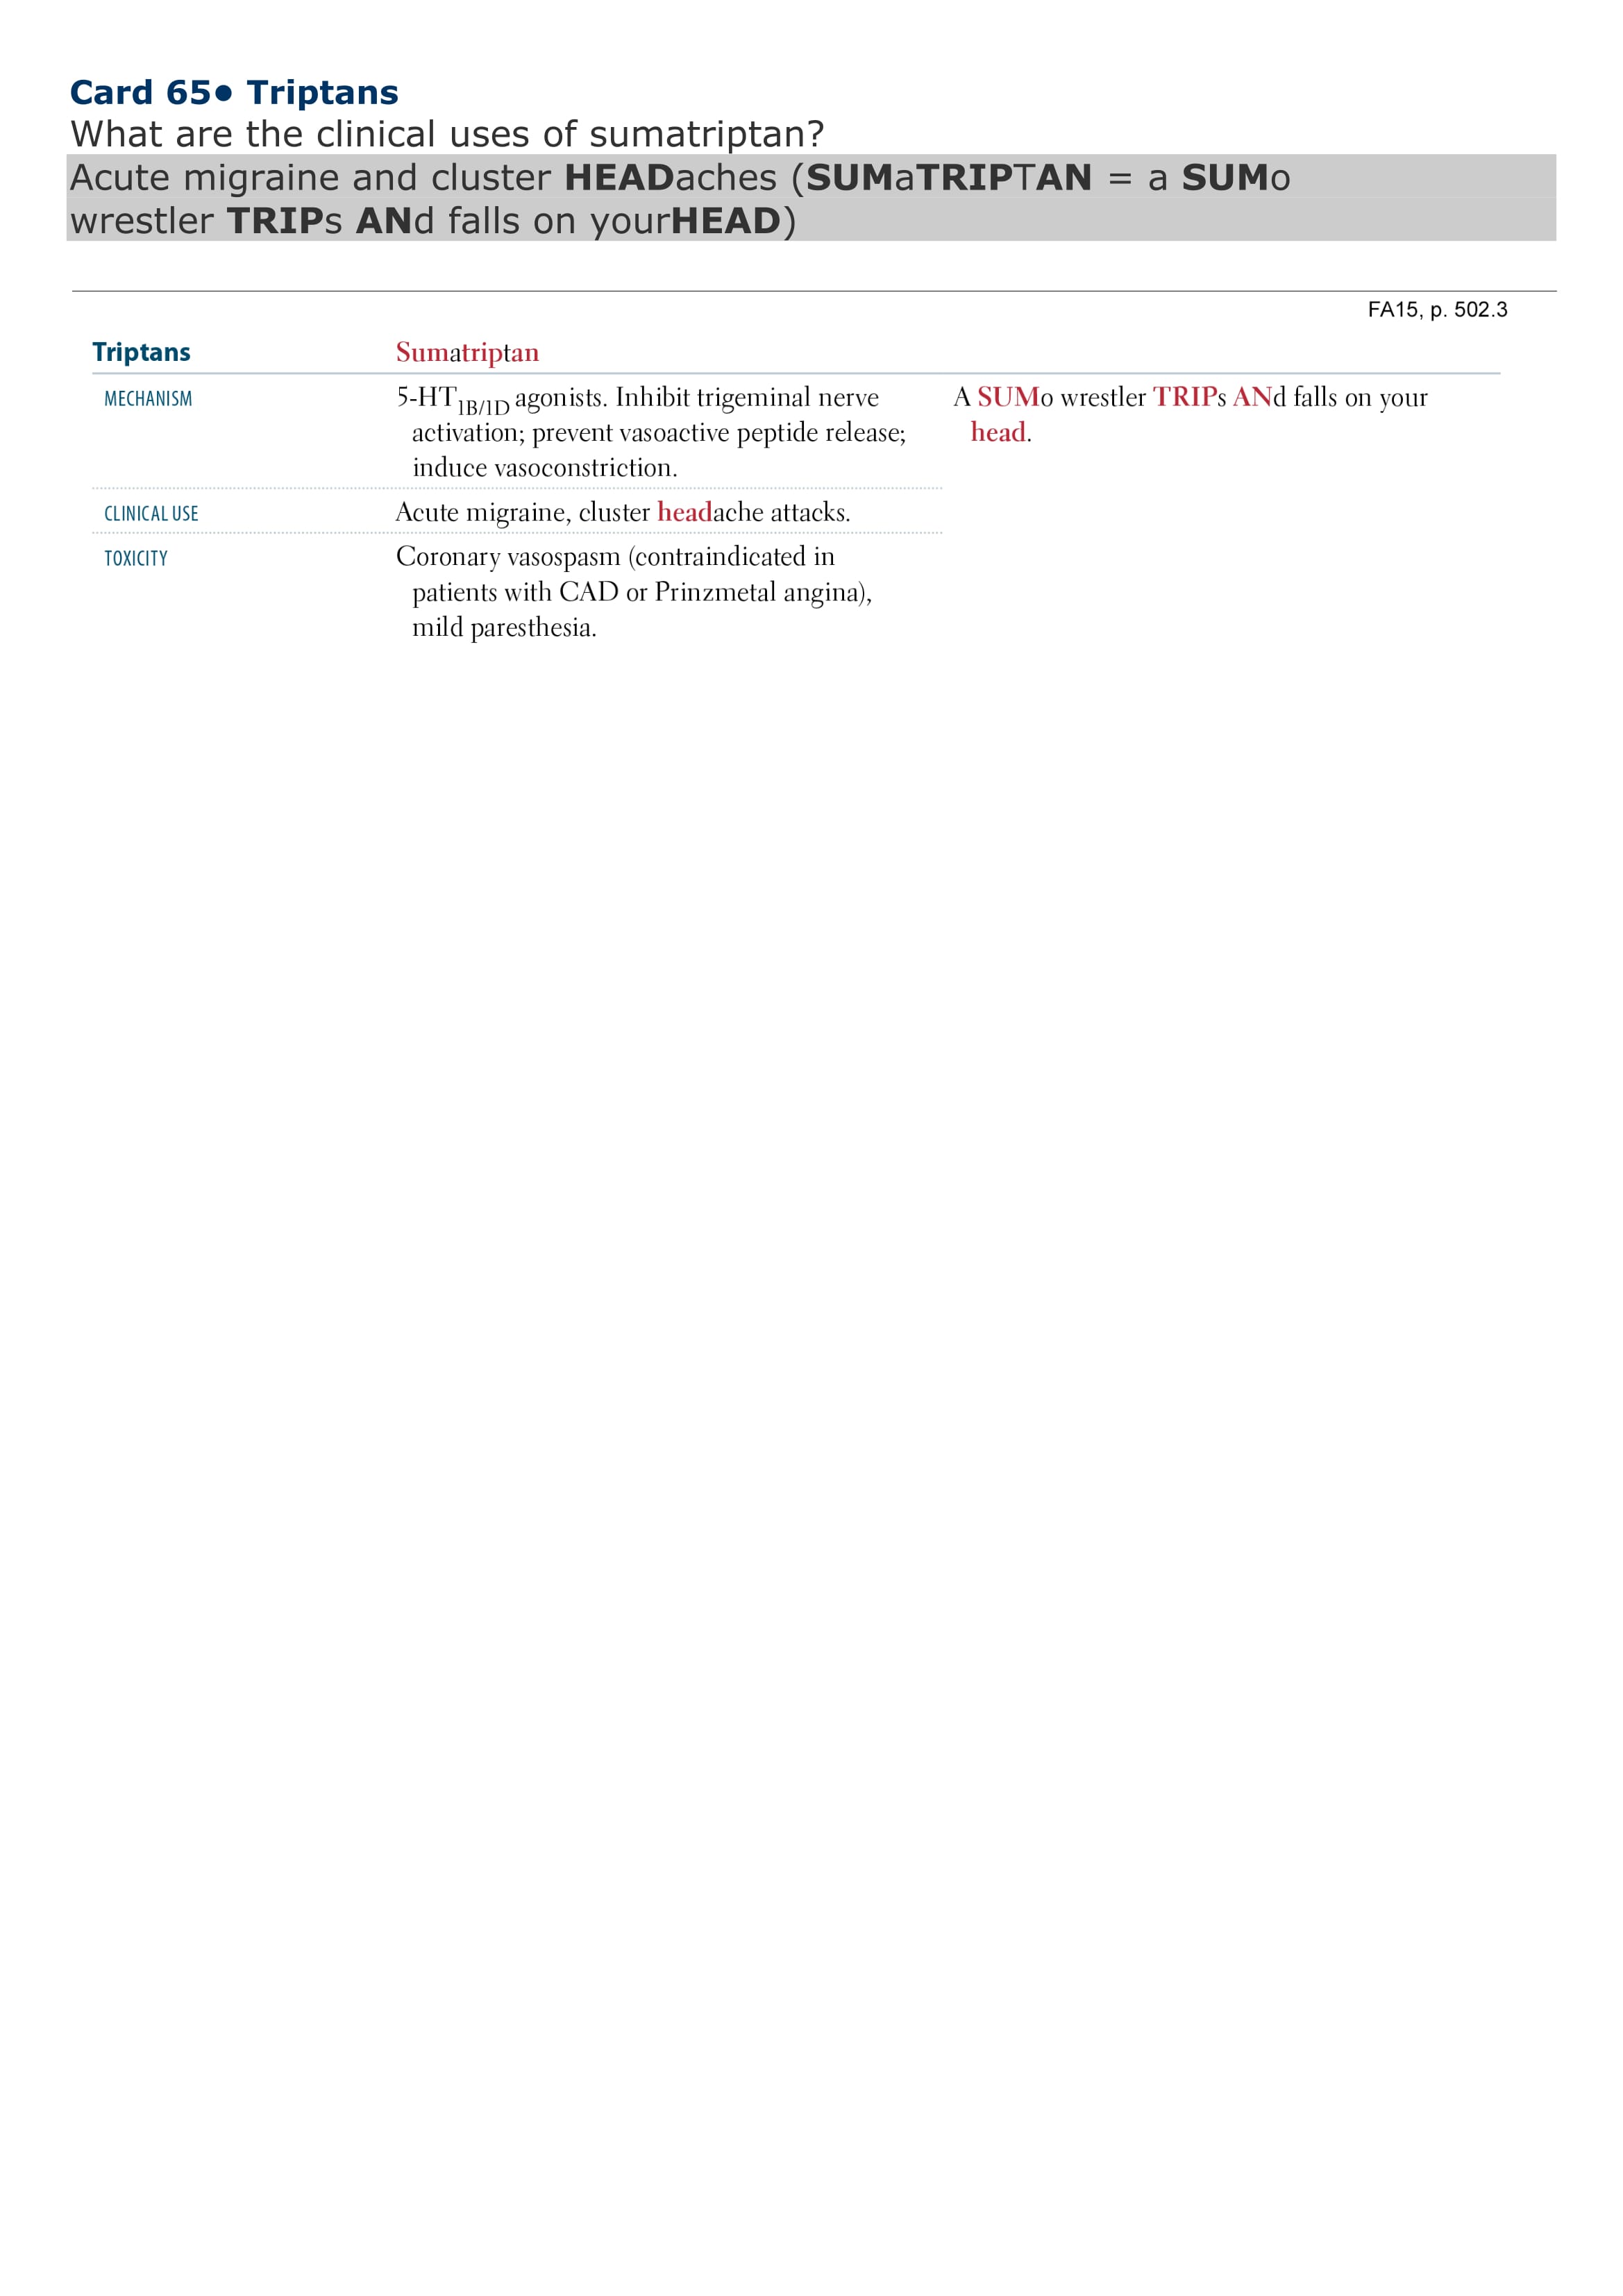 Card 65● Triptans
What are the clinical uses of sumatriptan?
Acute migraine and cluster HEADaches (SUMaTRIPTAN = a SUMo
wrestler TRIPs ANd falls on yourHEAD)
FA15, p. 502.3
Triptans Sumatriptan
MECHANISM 5-HT1B/1D agonists. Inhibit trigeminal nerve
activation; prevent vasoactive peptide release;
induce vasoconstriction.
A SUMo wrestler TRIPs ANd falls on your
head.
CLINICAL USE Acute migraine, cluster headache attacks.
TOXICITY Coronary vasospasm (contraindicated in
patients with CAD or Prinzmetal angina),
mild paresthesia.